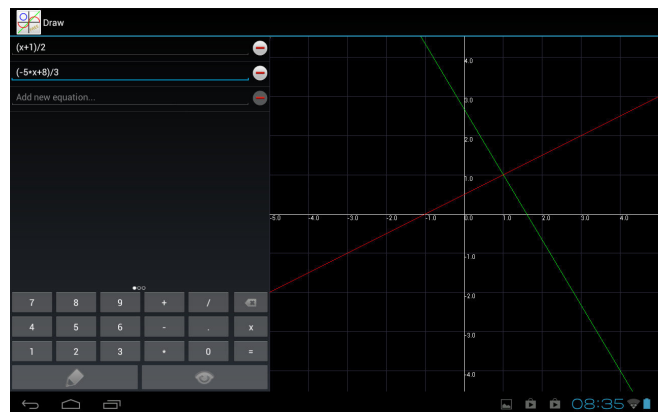 Draw
(x+1)/2
(-5*x+8)/3
Add new equation...
4.0
3.0
2.0
1.0
-5.0 -4.0 -3.0 -2.0 -1.0 0.0 1.0 2.0 3.0 4.0
-1.0
-2.0
-3.0
-4.0
7 8 9 + /
4 5 6 - . x
1 2 3 * 0 =
08:35